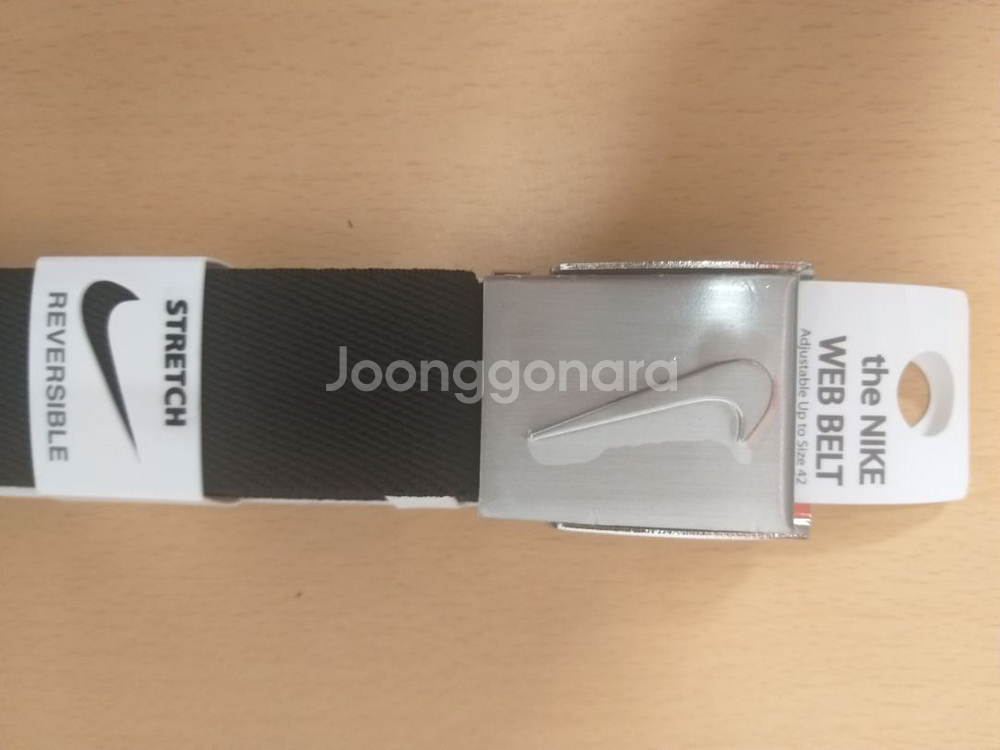 STRETCH
REVERSIBLE
Joonggonara
the NIKE
WEB BELT
Adjustable Up to Size 42